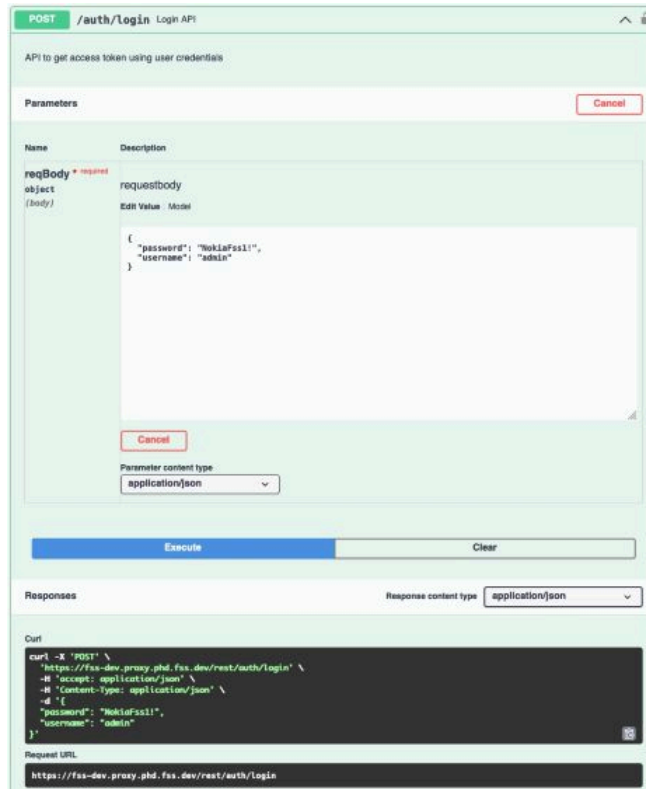 POST /auth/login Login API
API to get access token using user credentials
Parameters
Cancel
Name Description
reqBody * required
object
(body)
requestbody
Edit Value Model
{
"password": "NokiaFss1!",
"username": "admin"
}
Cancel
Parameter content type
application/json
Execute Clear
Responses Response content type application/json
Curl
curl -X 'POST' \
'https://fss-dev.proxy.phd.fss.dev/rest/auth/login' \
-H 'accept: application/json' \
-H 'Content-Type: application/json' \
-d '{
"password": "NokiaFss1!",
"username": "admin"
}'
Request URL
https://fss-dev.proxy.phd.fss.dev/rest/auth/login